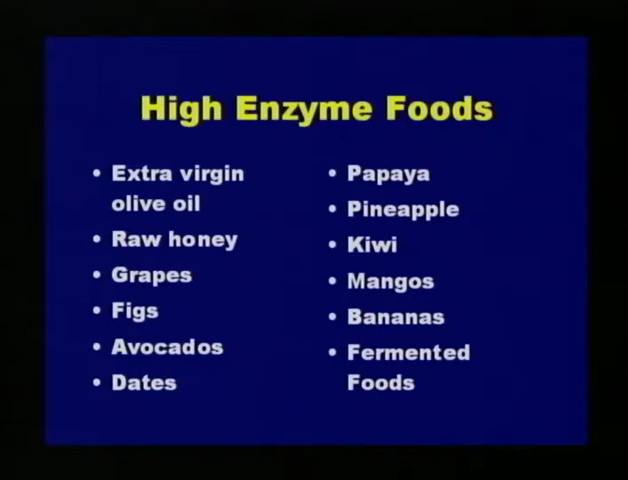 High Enzyme Foods
• Extra virgin
olive oil
• Raw honey
• Grapes
• Figs
• Avocados
• Dates
• Papaya
• Pineapple
• Kiwi
• Mangos
• Bananas
• Fermented
Foods